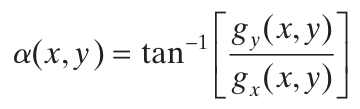 α(x, y) = tan⁻¹[g_y(x, y) / g_x(x, y)]